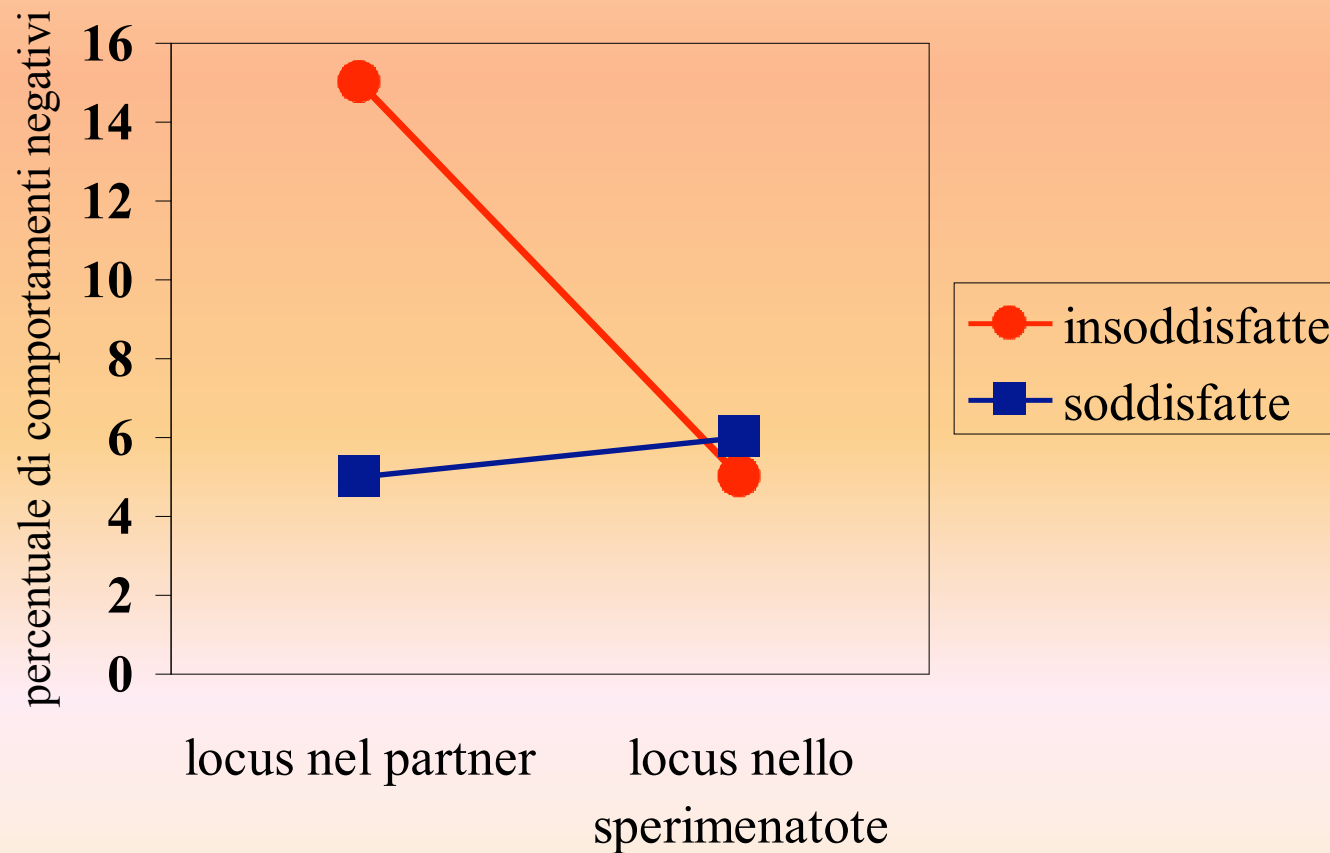 percentuale di comportamenti negativi
16
14
12
10
8
6
4
2
0
locus nel partner
locus nello
sperimenatote
insoddisfatte
soddisfatte